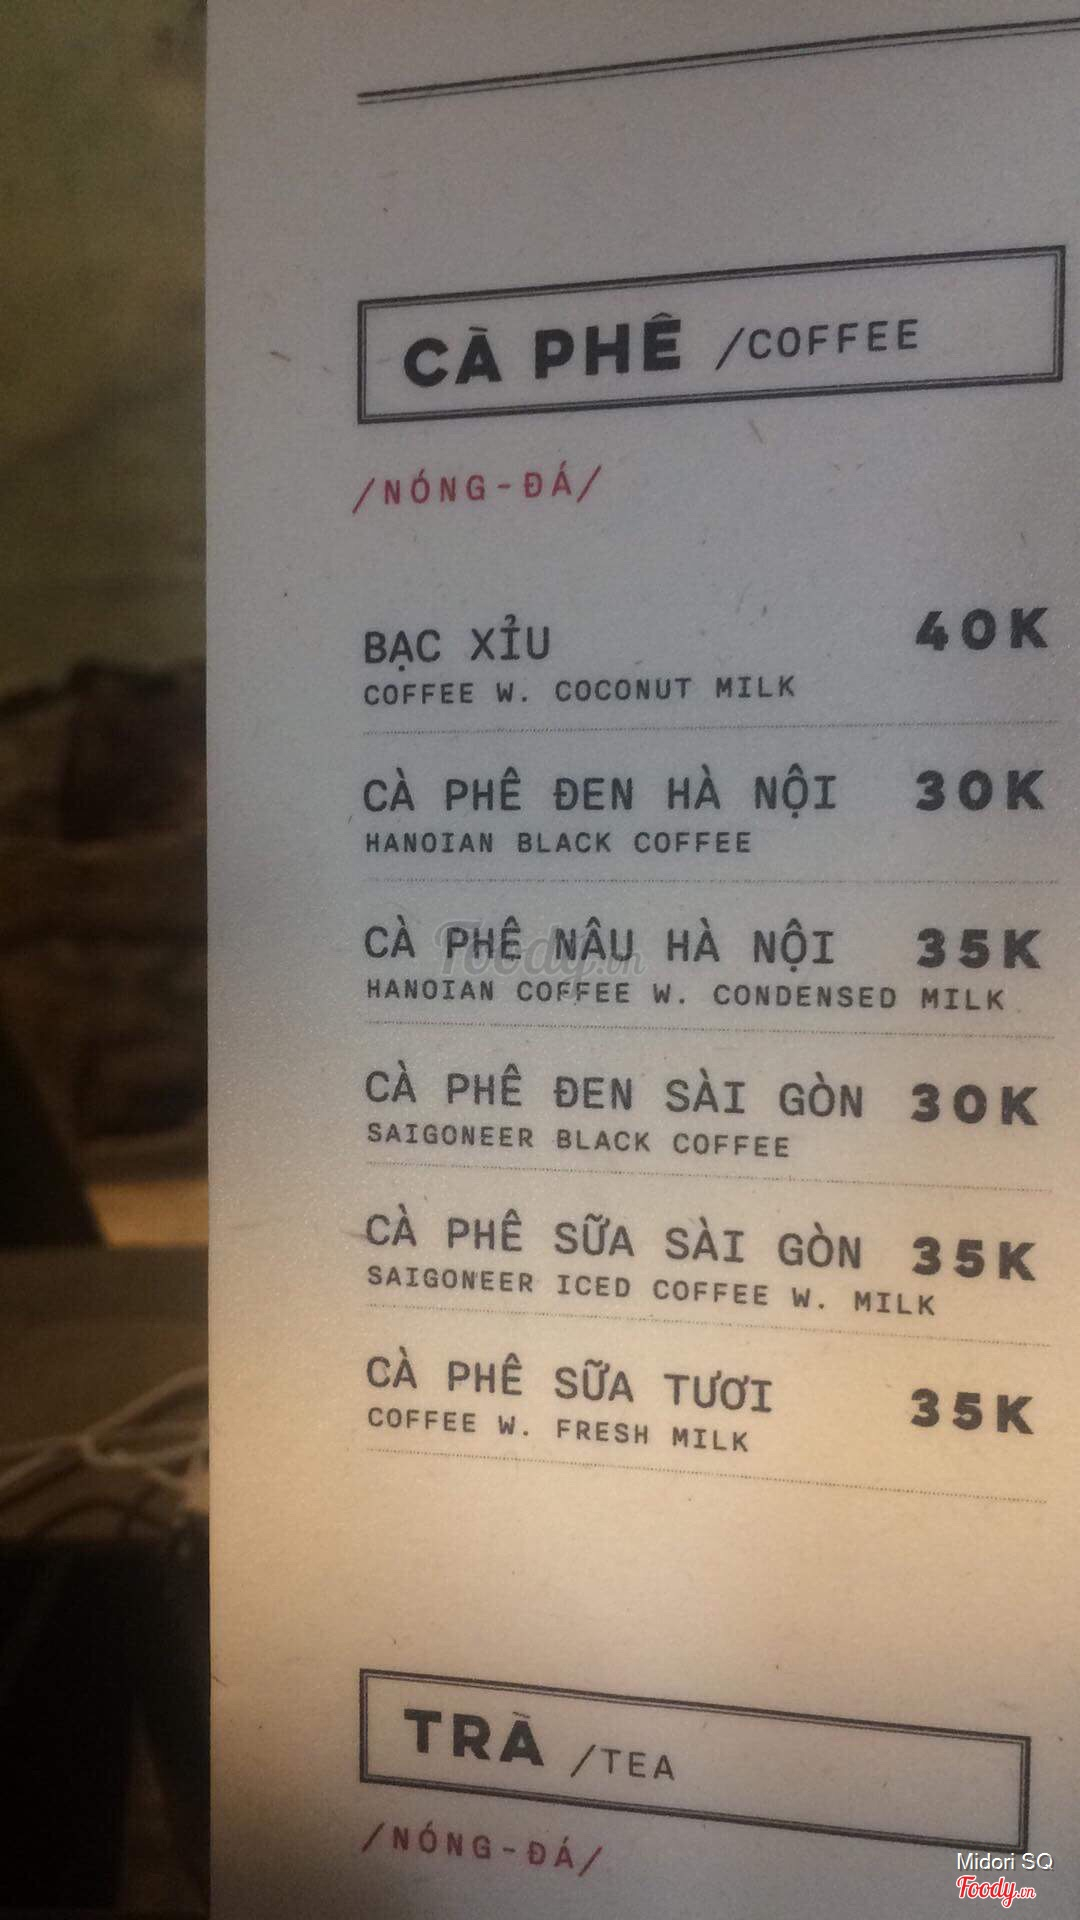 CÀ PHÊ /COFFEE
/NÓNG-ĐÁ/
BẠC XỈU 40K
COFFEE W. COCONUT MILK
CÀ PHÊ ĐEN HÀ NỘI 30K
HANOIAN BLACK COFFEE
CÀ PHÊ NÂU HÀ NỘI 35K
HANOIAN COFFEE W. CONDENSED MILK
CÀ PHÊ ĐEN SÀI GÒN 30K
SAIGONEER BLACK COFFEE
CÀ PHÊ SỮA SÀI GÒN 35K
SAIGONEER ICED COFFEE W. MILK
CÀ PHÊ SỮA TƯƠI 35K
COFFEE W. FRESH MILK
TRÀ /TEA
/NÓNG-ĐÁ/
Foody.vn
Midori SQ
Foody.vn